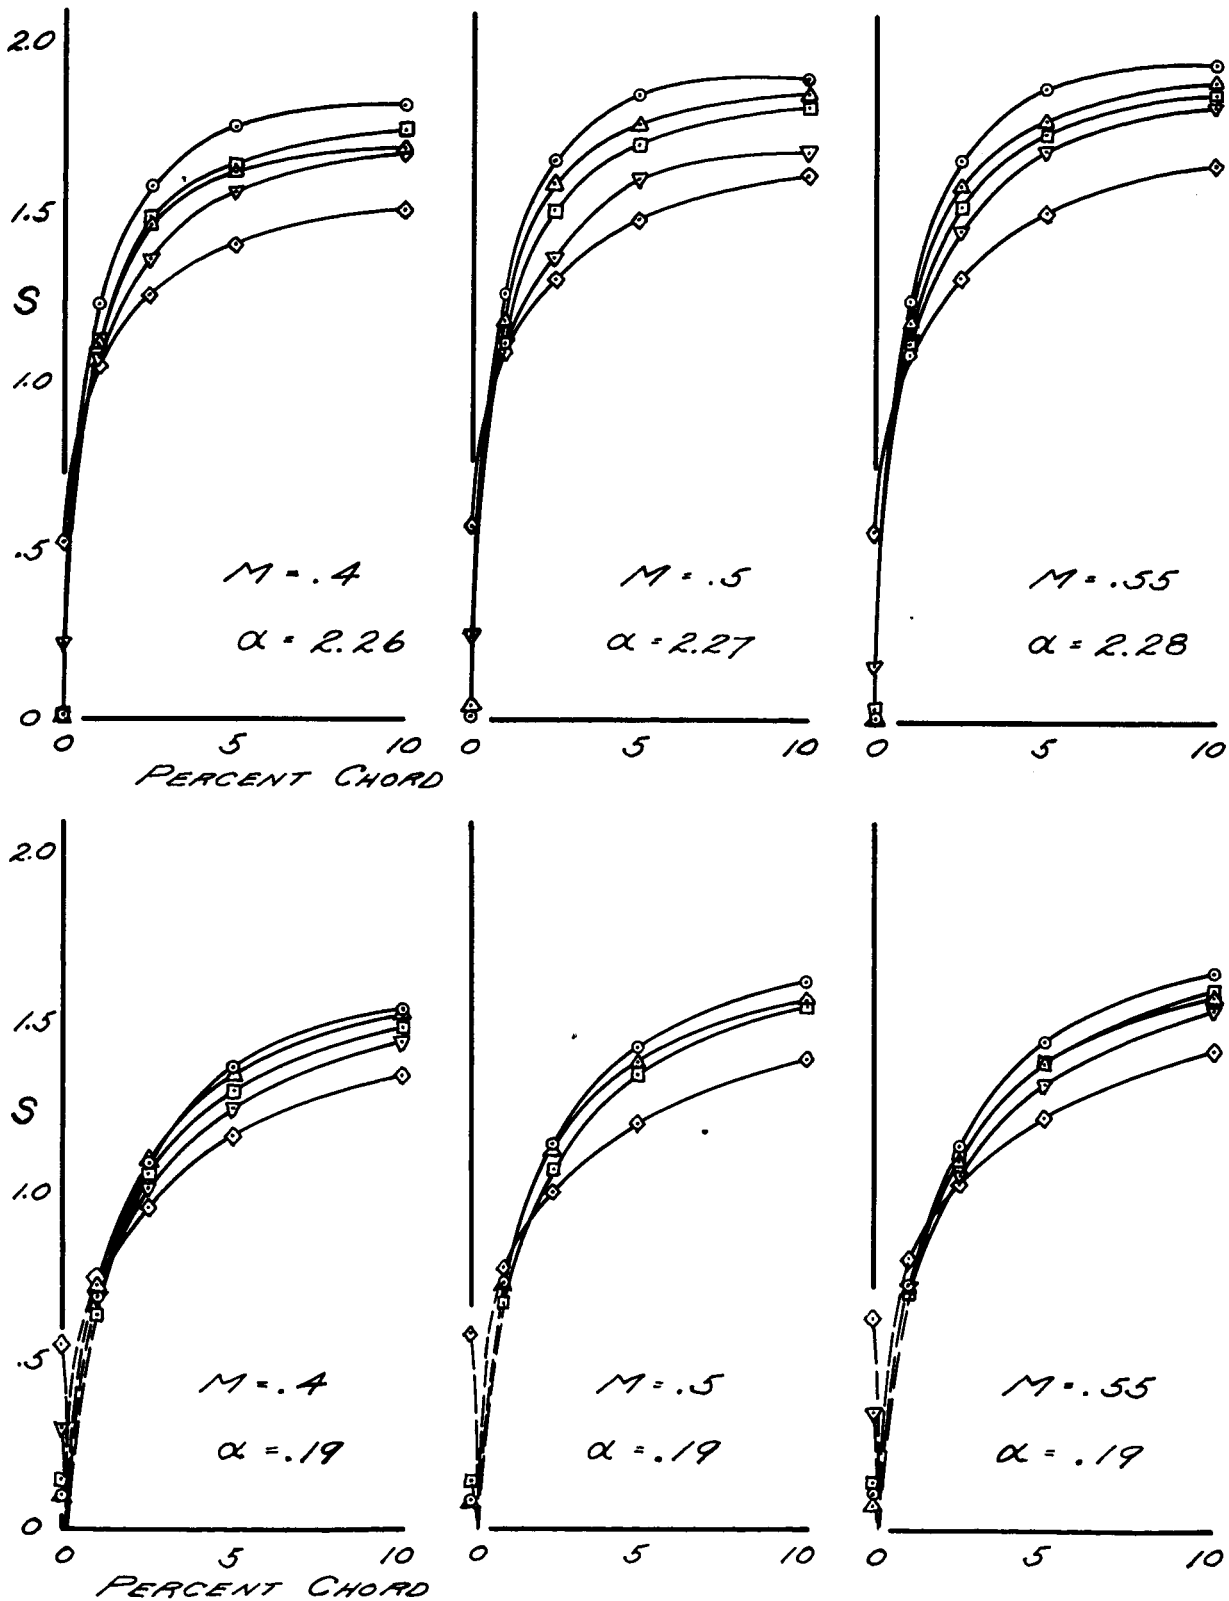 2.0
1.5
S
1.0
.5
M = .4
M = .5
M = .55
α = 2.26
α = 2.27
α = 2.28
0
0 5 10
0 5 10
0 5 10
PERCENT CHORD
2.0
1.5
S
1.0
.5
M = .4
M = .5
M = .55
α = .19
α = .19
α = .19
0
0 5 10
0 5 10
0 5 10
PERCENT CHORD